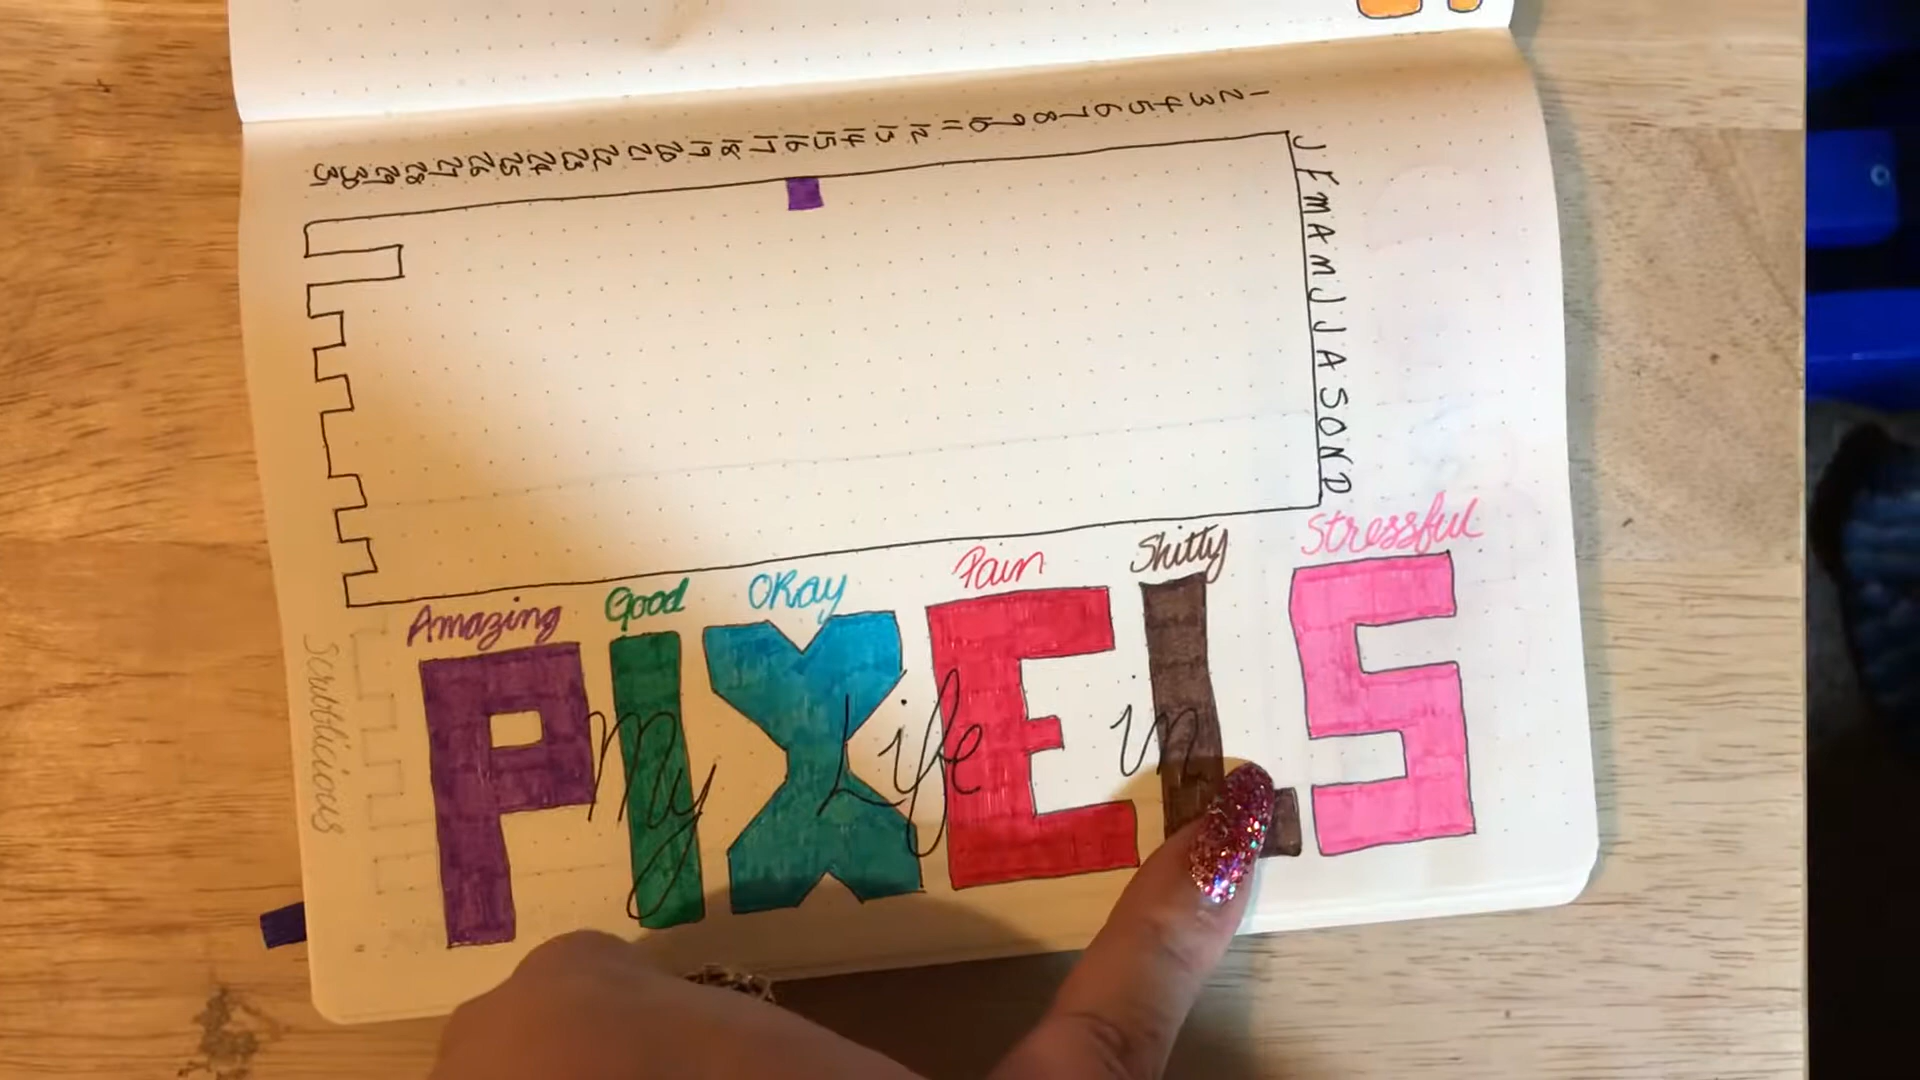 1 2 3 4 5 6 7 8 9 10 11 12 13 14 15 16 17 18 19 20 21 22 23 24 25 26 27 28 29 30 31
J F M A M J J A S O N D
Amazing Good Okay Pain Shitty Stressful
PIXELS
My Life in
Scribblicious